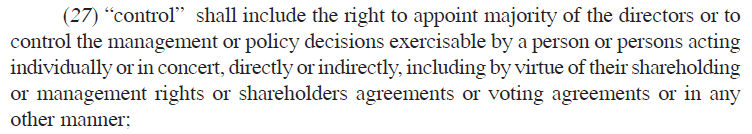 (27) “control” shall include the right to appoint majority of the directors or to
control the management or policy decisions exercisable by a person or persons acting
individually or in concert, directly or indirectly, including by virtue of their shareholding
or management rights or shareholders agreements or voting agreements or in any
other manner;